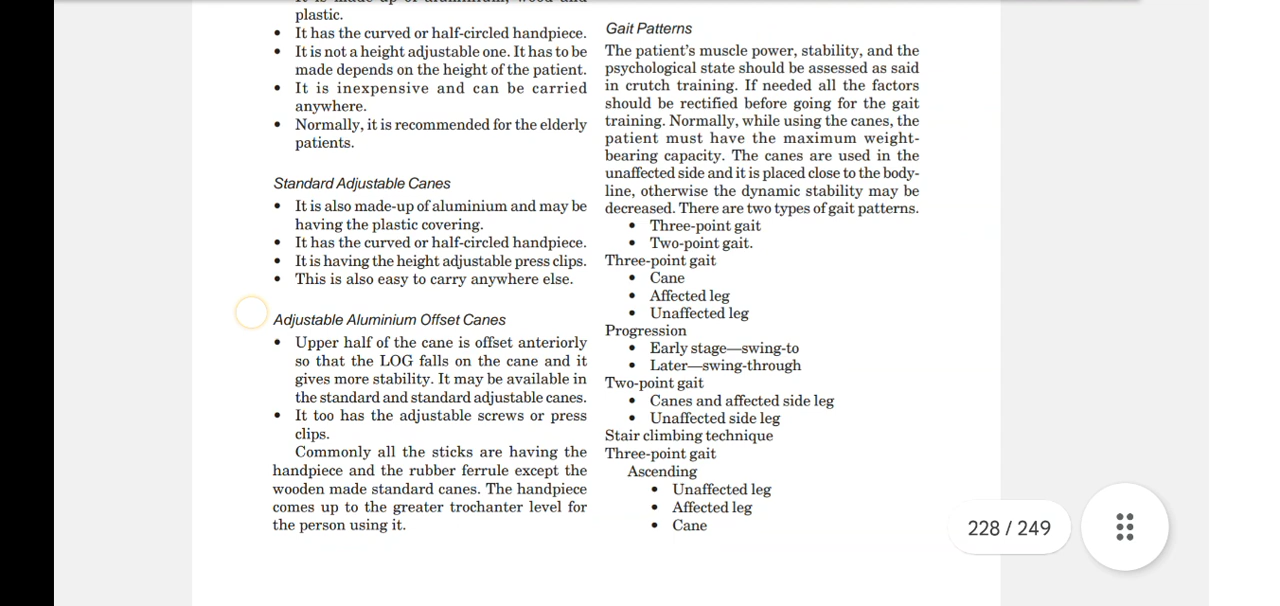 plastic.
• It has the curved or half-circled handpiece.
• It is not a height adjustable one. It has to be
made depends on the height of the patient.
• It is inexpensive and can be carried
anywhere.
• Normally, it is recommended for the elderly
patients.
Standard Adjustable Canes
• It is also made-up of aluminium and may be
having the plastic covering.
• It has the curved or half-circled handpiece.
• It is having the height adjustable press clips.
• This is also easy to carry anywhere else.
Adjustable Aluminium Offset Canes
• Upper half of the cane is offset anteriorly
so that the LOG falls on the cane and it
gives more stability. It may be available in
the standard and standard adjustable canes.
• It too has the adjustable screws or press
clips.
Commonly all the sticks are having the
handpiece and the rubber ferrule except the
wooden made standard canes. The handpiece
comes up to the greater trochanter level for
the person using it.
Gait Patterns
The patient's muscle power, stability, and the
psychological state should be assessed as said
in crutch training. If needed all the factors
should be rectified before going for the gait
training. Normally, while using the canes, the
patient must have the maximum weight-
bearing capacity. The canes are used in the
unaffected side and it is placed close to the body-
line, otherwise the dynamic stability may be
decreased. There are two types of gait patterns.
• Three-point gait
• Two-point gait.
Three-point gait
• Cane
• Affected leg
• Unaffected leg
Progression
• Early stage—swing-to
• Later—swing-through
Two-point gait
• Canes and affected side leg
• Unaffected side leg
Stair climbing technique
Three-point gait
Ascending
• Unaffected leg
• Affected leg
• Cane
228 / 249